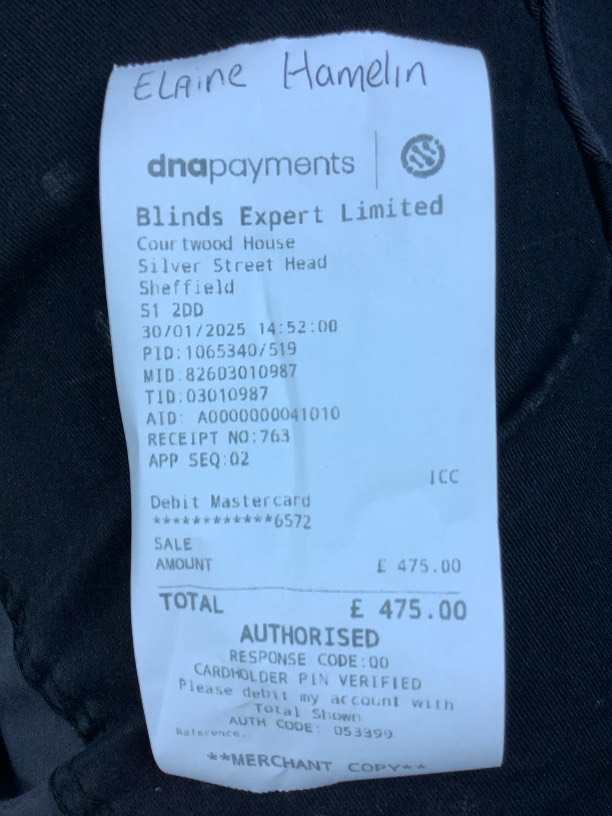 Elaine Hamelin
dnapayments
Blinds Expert Limited
Courtwood House
Silver Street Head
Sheffield
S1 2DD
30/01/2025 14:52:00
PID:1065340/519
MID:82603010987
TID:03010987
AID: A0000000041010
RECEIPT NO:763
APP SEQ:02
ICC
Debit Mastercard
************6572
SALE
AMOUNT £ 475.00
TOTAL £ 475.00
AUTHORISED
RESPONSE CODE:00
CARDHOLDER PIN VERIFIED
Please debit my account with
Total Shown
AUTH CODE: 053399
Reference.
**MERCHANT COPY**